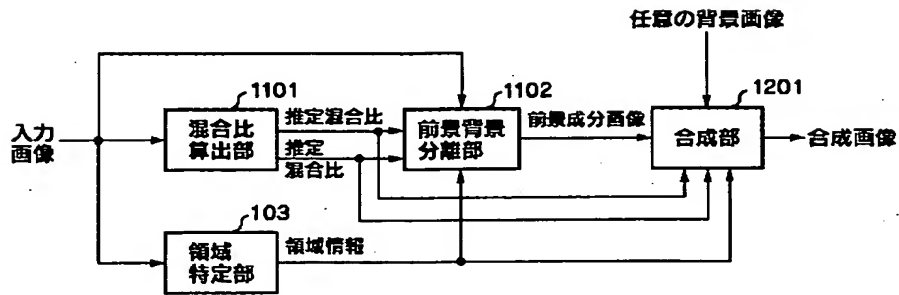 任意の背景画像
1101
1102
1201
入力
画像
混合比
算出部
推定混合比
推定
混合比
前景背景
分離部
前景成分画像
合成部
合成画像
103
領域
特定部
領域情報